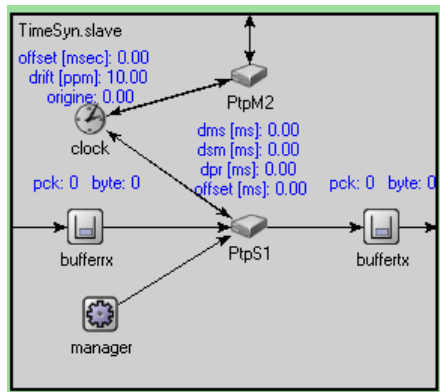 TimeSyn.slave
offset [msec]: 0.00
drift [ppm]: 10.00
origine: 0.00
clock
PtpM2
dms [ms]: 0.00
dsm [ms]: 0.00
dpr [ms]: 0.00
offset [ms]: 0.00
pck: 0 byte: 0
pck: 0 byte: 0
bufferrx
PtpS1
buffertx
manager